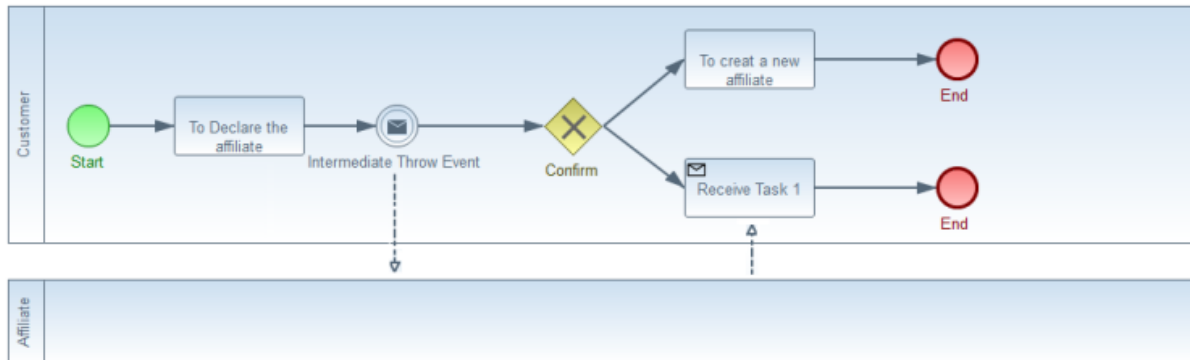 Customer
Start
To Declare the
affiliate
Intermediate Throw Event
Confirm
To creat a new
affiliate
End
Receive Task 1
End
Affiliate